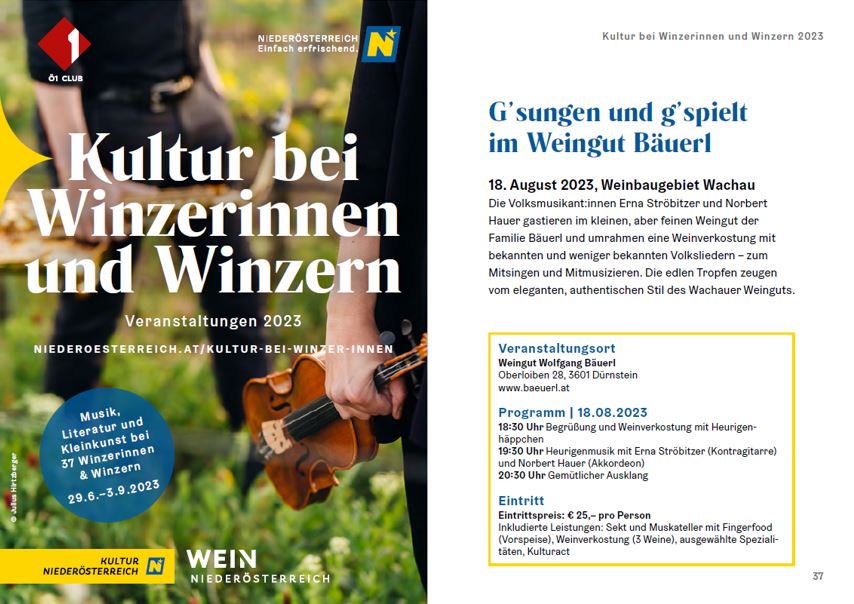 Ö1 CLUB
NIEDERÖSTERREICH
Einfach erfrischend.
N
Kultur bei
Winzerinnen
und Winzern
Veranstaltungen 2023
NIEDEROESTERREICH.AT/KULTUR-BEI-WINZER-INNEN
Musik,
Literatur und
Kleinkunst bei
37 Winzerinnen
& Winzern
29.6.–3.9.2023
© Julius Hirtzberger
KULTUR
NIEDERÖSTERREICH
N
WEIN
NIEDERÖSTERREICH
Kultur bei Winzerinnen und Winzern 2023
G'sungen und g'spielt
im Weingut Bäuerl
18. August 2023, Weinbaugebiet Wachau
Die Volksmusikant:innen Erna Ströbitzer und Norbert
Hauer gastieren im kleinen, aber feinen Weingut der
Familie Bäuerl und umrahmen eine Weinverkostung mit
bekannten und weniger bekannten Volksliedern – zum
Mitsingen und Mitmusizieren. Die edlen Tropfen zeugen
vom eleganten, authentischen Stil des Wachauer Weinguts.
Veranstaltungsort
Weingut Wolfgang Bäuerl
Oberloiben 28, 3601 Dürnstein
www.baeuerl.at
Programm | 18.08.2023
18:30 Uhr Begrüßung und Weinverkostung mit Heurigen-
häppchen
19:30 Uhr Heurigenmusik mit Erna Ströbitzer (Kontragitarre)
und Norbert Hauer (Akkordeon)
20:30 Uhr Gemütlicher Ausklang
Eintritt
Eintrittspreis: € 25,– pro Person
Inkludierte Leistungen: Sekt und Muskateller mit Fingerfood
(Vorspeise), Weinverkostung (3 Weine), ausgewählte Speziali-
täten, Kulturact
37